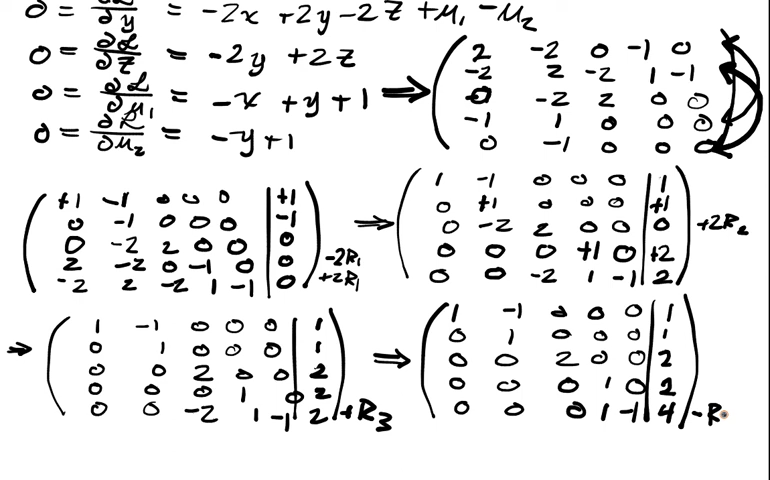 0 = ∂L/∂y = -2x +2y -2z +μ₁ -μ₂
0 = ∂L/∂z = -2y +2z
0 = ∂L/∂μ₁ = -x +y +1 ⟹
0 = ∂L/∂μ₂ = -y +1
2 -2 0 -1 0
-2 2 -2 1 -1
0 -2 2 0 0
-1 1 0 0 0
0 -1 0 0 0
+1 -1 0 0 0 | +1
0 -1 0 0 0 | -1
0 -2 2 0 0 | 0
2 -2 0 -1 0 | 0 -2R₁
-2 2 -2 1 -1 | 0 +2R₁
⟹
1 -1 0 0 0 | 1
0 +1 0 0 0 | +1
0 -2 2 0 0 | 0 +2R₂
0 0 0 +1 0 | +2
0 0 -2 1 -1 | 2
⟹
1 -1 0 0 0 | 1
0 1 0 0 0 | 1
0 0 2 0 0 | 2
0 0 0 1 0 | 2
0 0 -2 1 -1 | 2 +R₃
⟹
1 -1 0 0 0 | 1
0 1 0 0 0 | 1
0 0 2 0 0 | 2
0 0 0 1 0 | 2
0 0 0 1 -1 | 4 -R